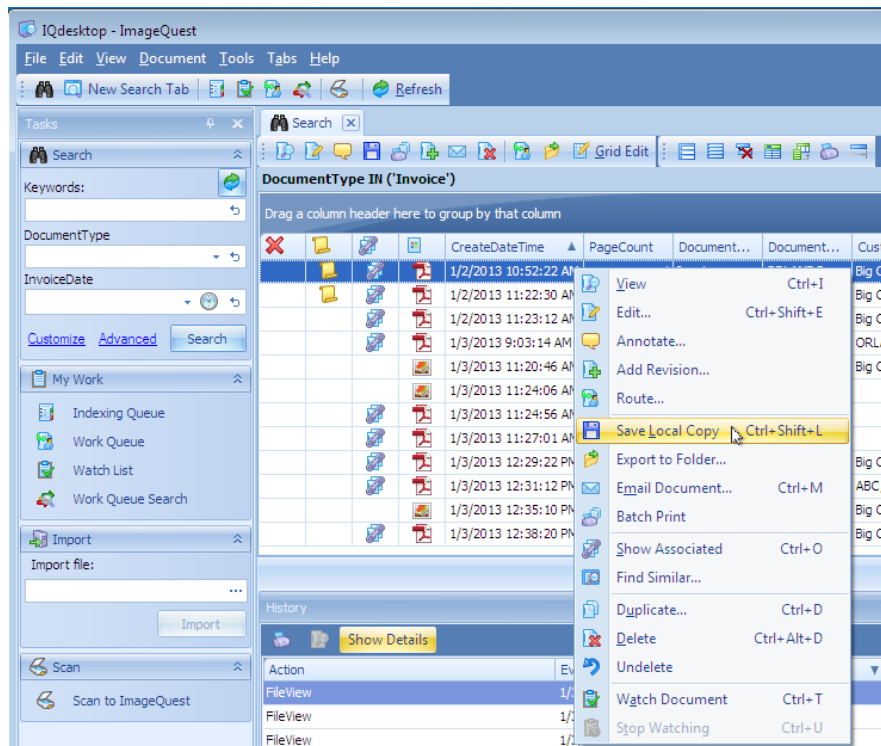 IQdesktop - ImageQuest
File Edit View Document Tools Tabs Help
New Search Tab Refresh
Tasks
Search
Keywords:
DocumentType
InvoiceDate
Customize Advanced Search
My Work
Indexing Queue
Work Queue
Watch List
Work Queue Search
Import
Import file:
Import
Scan
Scan to ImageQuest
Search
Grid Edit
DocumentType IN ('Invoice')
Drag a column header here to group by that column
CreateDateTime PageCount Document... Document... Cus
1/2/2013 10:52:22 AM Big
1/2/2013 11:22:30 AM Big
1/2/2013 11:23:12 AM Big
1/3/2013 9:03:14 AM ORL
1/3/2013 11:20:46 AM Big
1/3/2013 11:24:06 AM
1/3/2013 11:24:56 AM
1/3/2013 11:27:01 AM
1/3/2013 12:29:22 PM Big
1/3/2013 12:31:12 PM ABC
1/3/2013 12:35:10 PM Big
1/3/2013 12:38:20 PM Big
View Ctrl+I
Edit... Ctrl+Shift+E
Annotate...
Add Revision...
Route...
Save Local Copy Ctrl+Shift+L
Export to Folder...
Email Document... Ctrl+M
Batch Print
Show Associated Ctrl+O
Find Similar...
Duplicate... Ctrl+D
Delete Ctrl+Alt+D
Undelete
Watch Document Ctrl+T
Stop Watching Ctrl+U
History
Show Details
Action Ev
FileView 1/3
FileView 1/3
FileView 1/3